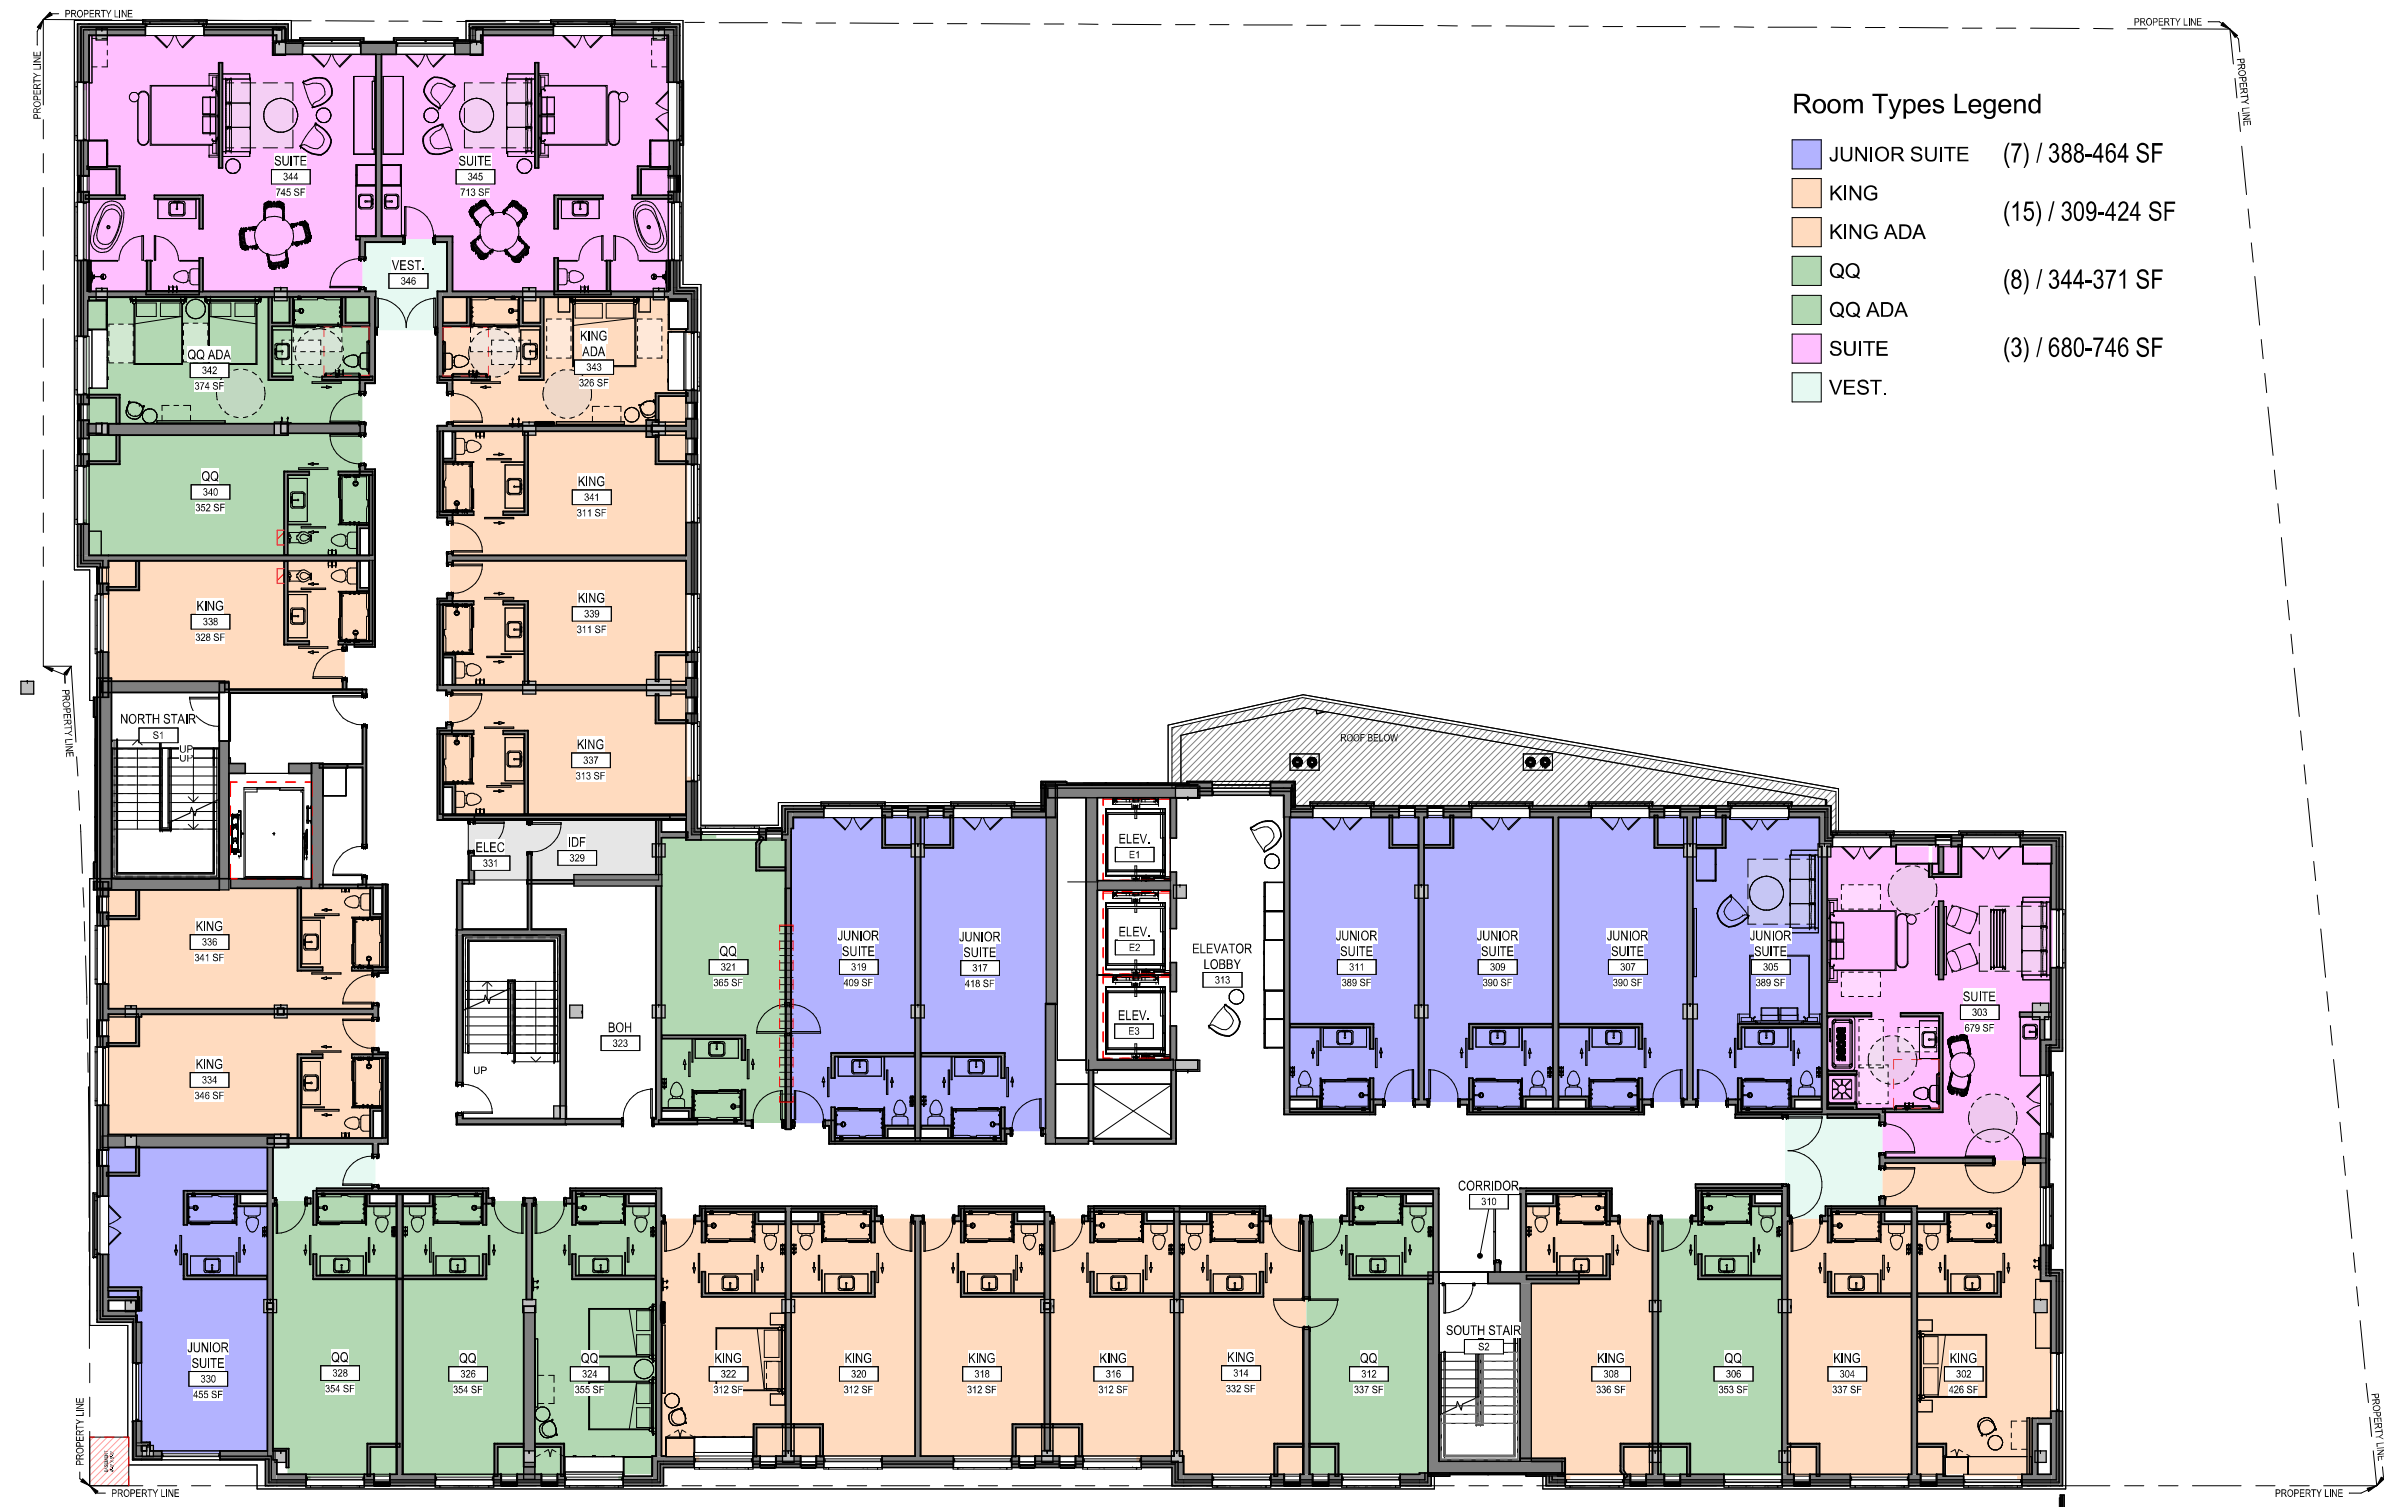 PROPERTY LINE
PROPERTY LINE
PROPERTY LINE
PROPERTY LINE
Room Types Legend
JUNIOR SUITE (7) / 388-464 SF
KING
(15) / 309-424 SF
KING ADA
QQ
(8) / 344-371 SF
QQ ADA
SUITE (3) / 680-746 SF
VEST.
SUITE
344
745 SF
SUITE
345
713 SF
VEST.
346
QQ ADA
342
374 SF
KING
ADA
343
326 SF
QQ
340
352 SF
KING
341
311 SF
KING
338
328 SF
KING
339
311 SF
PROPERTY LINE
NORTH STAIR
S1
UP
UP
KING
337
313 SF
ROOF BELOW
ELEC
331
IDF
329
ELEV.
E1
ELEV.
E2
ELEV.
E3
ELEVATOR
LOBBY
313
KING
336
341 SF
QQ
321
365 SF
JUNIOR
SUITE
319
409 SF
JUNIOR
SUITE
317
418 SF
JUNIOR
SUITE
311
389 SF
JUNIOR
SUITE
309
390 SF
JUNIOR
SUITE
307
390 SF
JUNIOR
SUITE
305
389 SF
SUITE
303
679 SF
BOH
323
UP
KING
334
346 SF
CORRIDOR
310
JUNIOR
SUITE
330
455 SF
QQ
328
354 SF
QQ
326
354 SF
QQ
324
355 SF
KING
322
312 SF
KING
320
312 SF
KING
318
312 SF
KING
316
312 SF
KING
314
332 SF
QQ
312
337 SF
SOUTH STAIR
S2
KING
308
336 SF
QQ
306
353 SF
KING
304
337 SF
KING
302
426 SF
PROPERTY LINE
PROPERTY LINE
PROPERTY LINE
PROPERTY LINE